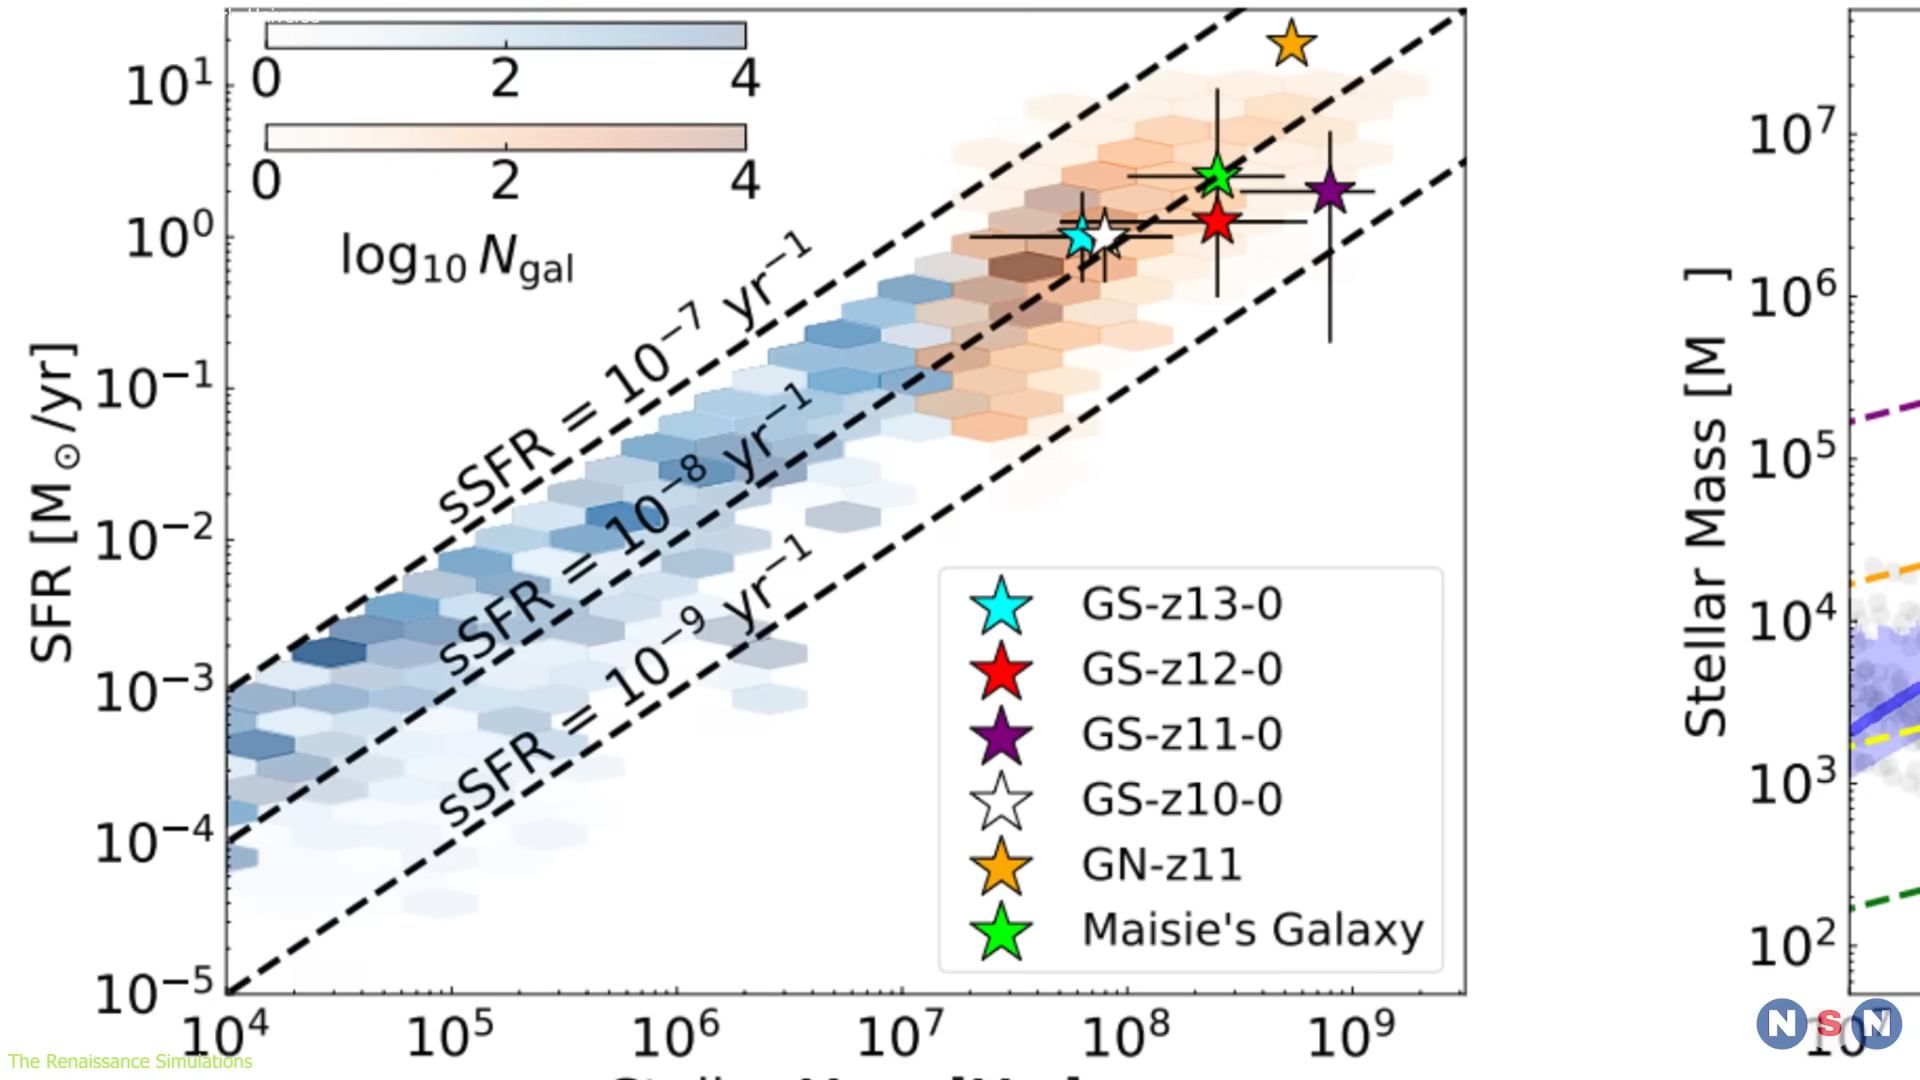 0 2 4
0 2 4
log₁₀ N_gal
SFR [M⊙/yr]
10¹
10⁰
10⁻¹
10⁻²
10⁻³
10⁻⁴
10⁻⁵
sSFR = 10⁻⁷ yr⁻¹
sSFR = 10⁻⁸ yr⁻¹
sSFR = 10⁻⁹ yr⁻¹
GS-z13-0
GS-z12-0
GS-z11-0
GS-z10-0
GN-z11
Maisie's Galaxy
10⁴ 10⁵ 10⁶ 10⁷ 10⁸ 10⁹
The Renaissance Simulations
Stellar Mass [M ]
10⁷
10⁶
10⁵
10⁴
10³
10²
NSN